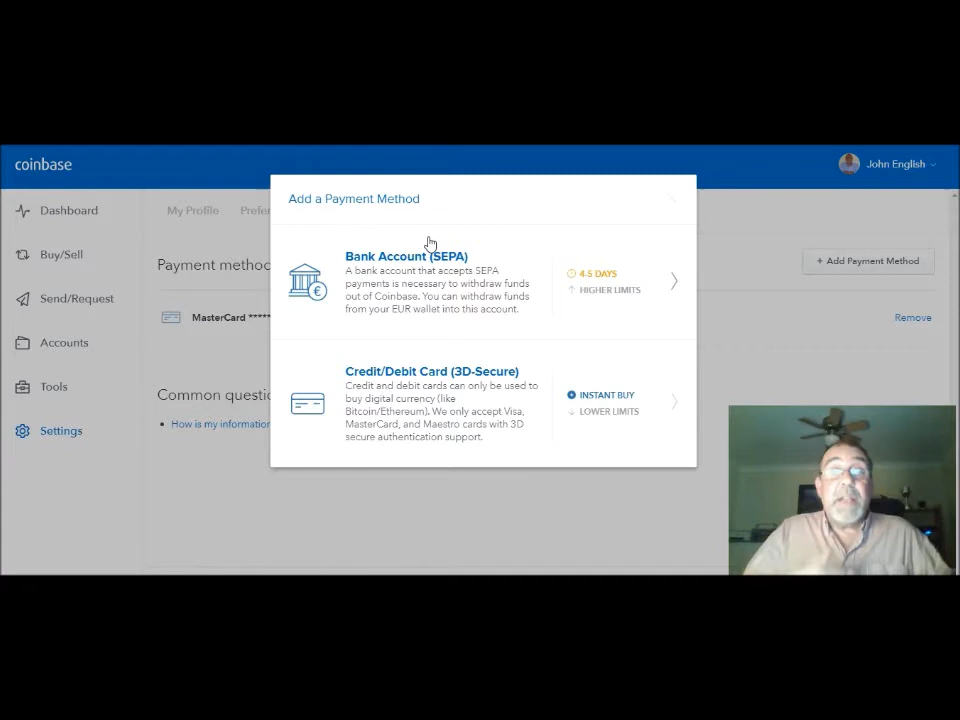 coinbase
John English
Add a Payment Method
Dashboard
Buy/Sell
Send/Request
Accounts
Tools
Settings
My Profile
Payment
+ Add Payment Method
MasterCard *****
Remove
Common
How is my
Bank Account (SEPA)
A bank account that accepts SEPA
payments is necessary to withdraw funds
out of Coinbase. You can withdraw funds
from your EUR wallet into this account.
4-5 DAYS
HIGHER LIMITS
Credit/Debit Card (3D-Secure)
Credit and debit cards can only be used to
buy digital currency (like
Bitcoin/Ethereum). We only accept Visa,
MasterCard, and Maestro cards with 3D
secure authentication support.
INSTANT BUY
LOWER LIMITS